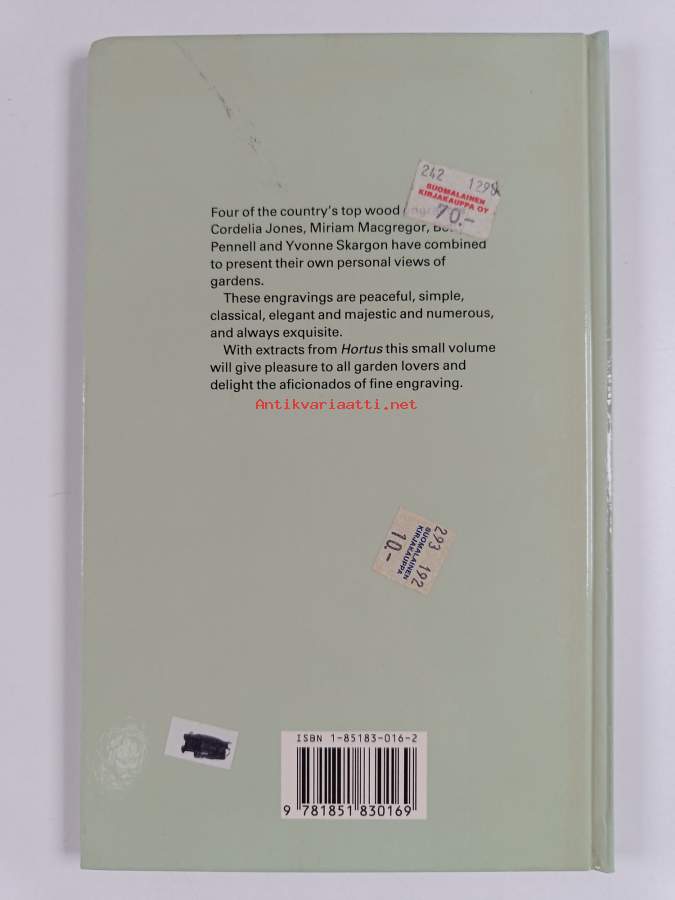 242 1290
SUOMALAINEN
KIRJAKAUPPA OY
70.-
Four of the country's top wood
Cordelia Jones, Miriam Macgregor,
Pennell and Yvonne Skargon have combined
to present their own personal views of
gardens.
These engravings are peaceful, simple,
classical, elegant and majestic and numerous,
and always exquisite.
With extracts from Hortus this small volume
will give pleasure to all garden lovers and
delight the aficionados of fine engraving.
Antikvariaatti.net
293 192
SUOMALAINEN
KIRJAKAUPPA
10.-
ISBN 1-85183-016-2
9 781851 830169